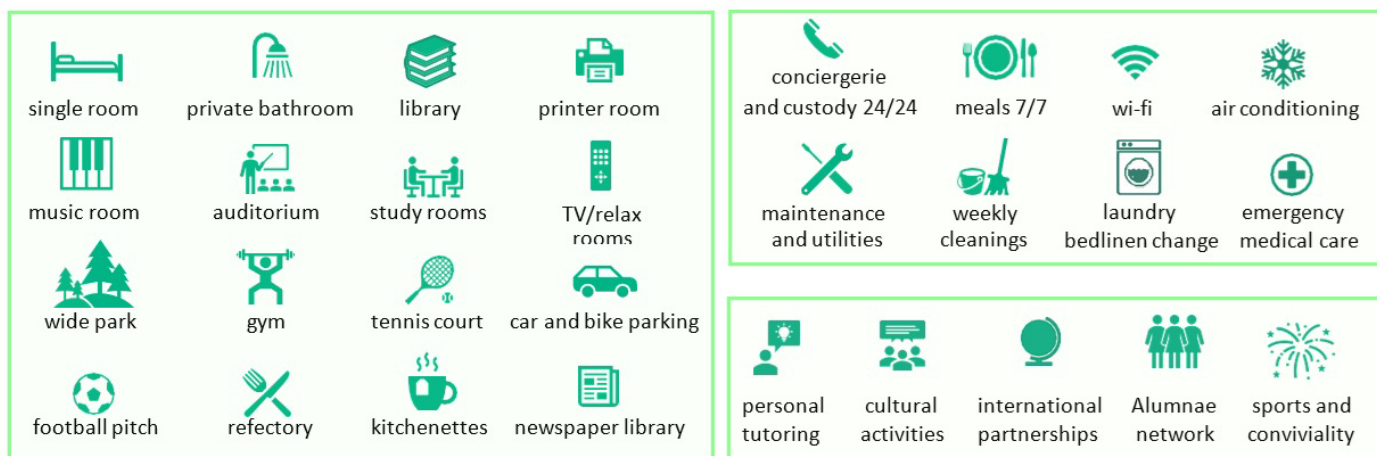 single room
private bathroom
library
printer room
music room
auditorium
study rooms
TV/relax
rooms
wide park
gym
tennis court
car and bike parking
football pitch
refectory
kitchenettes
newspaper library
conciergerie
and custody 24/24
meals 7/7
wi-fi
air conditioning
maintenance
and utilities
weekly
cleanings
laundry
bedlinen change
emergency
medical care
personal
tutoring
cultural
activities
international
partnerships
Alumnae
network
sports and
conviviality